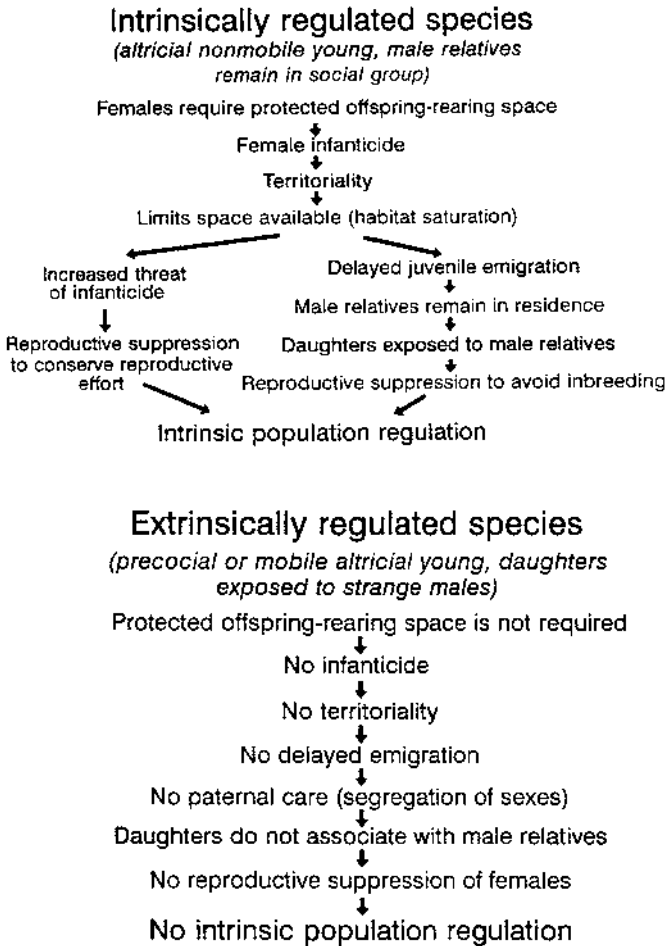 Intrinsically regulated species
(altricial nonmobile young, male relatives
remain in social group)
Females require protected offspring-rearing space
Female infanticide
Territoriality
Limits space available (habitat saturation)
Increased threat
of infanticide
Reproductive suppression
to conserve reproductive
effort
Delayed juvenile emigration
Male relatives remain in residence
Daughters exposed to male relatives
Reproductive suppression to avoid inbreeding
Intrinsic population regulation
Extrinsically regulated species
(precocial or mobile altricial young, daughters
exposed to strange males)
Protected offspring-rearing space is not required
No infanticide
No territoriality
No delayed emigration
No paternal care (segregation of sexes)
Daughters do not associate with male relatives
No reproductive suppression of females
No intrinsic population regulation